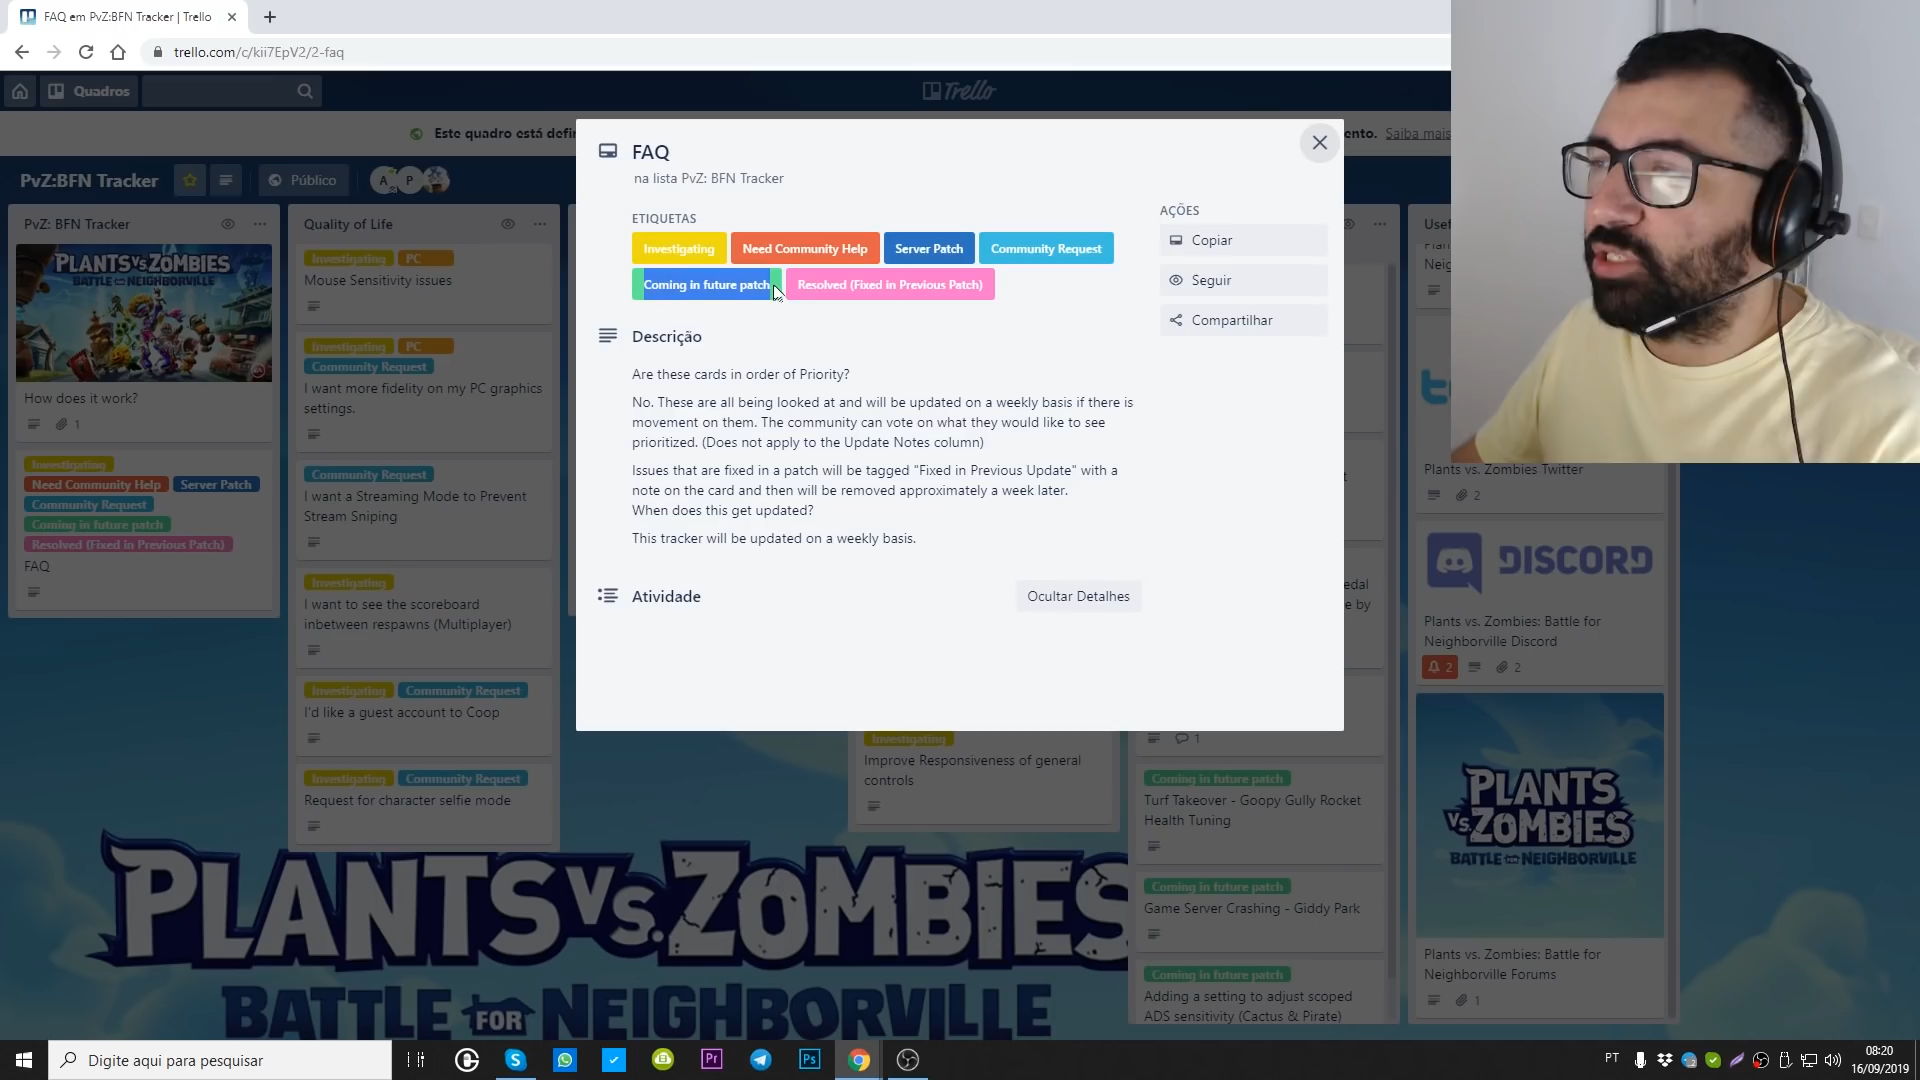 FAQ em PvZ:BFN Tracker | Trello
trello.com/c/kii7EpV2/2-faq
Quadros
Trello
Este quadro está defin
ento. Saiba mais
PvZ:BFN Tracker
Público
A
P
PvZ: BFN Tracker
PLANTS VS. ZOMBIES
BATTLE FOR NEIGHBORVILLE
How does it work?
1
Investigating
Need Community Help
Server Patch
Community Request
Coming in future patch
Resolved (Fixed in Previous Patch)
FAQ
Quality of Life
Investigating
PC
Mouse Sensitivity issues
Investigating
PC
Community Request
I want more fidelity on my PC graphics
settings.
Community Request
I want a Streaming Mode to Prevent
Stream Sniping
Investigating
I want to see the scoreboard
inbetween respawns (Multiplayer)
Investigating
Community Request
I'd like a guest account to Coop
Investigating
Community Request
Request for character selfie mode
FAQ
na lista PvZ: BFN Tracker
ETIQUETAS
Investigating
Need Community Help
Server Patch
Community Request
Coming in future patch
Resolved (Fixed in Previous Patch)
Descrição
Are these cards in order of Priority?
No. These are all being looked at and will be updated on a weekly basis if there is
movement on them. The community can vote on what they would like to see
prioritized. (Does not apply to the Update Notes column)
Issues that are fixed in a patch will be tagged "Fixed in Previous Update" with a
note on the card and then will be removed approximately a week later.
When does this get updated?
This tracker will be updated on a weekly basis.
Atividade
Ocultar Detalhes
AÇÕES
Copiar
Seguir
Compartilhar
Investigating
Improve Responsiveness of general
controls
1
Coming in future patch
Turf Takeover - Goopy Gully Rocket
Health Tuning
Coming in future patch
Game Server Crashing - Giddy Park
Coming in future patch
Adding a setting to adjust scoped
ADS sensitivity (Cactus & Pirate)
edal
e by
Usef
Plants vs. Zombies Twitter
2
DISCORD
Plants vs. Zombies: Battle for
Neighborville Discord
2
2
PLANTS VS. ZOMBIES
BATTLE FOR NEIGHBORVILLE
Plants vs. Zombies: Battle for
Neighborville Forums
1
PLANTS VS. ZOMBIES
BATTLE FOR NEIGHBORVILLE
Digite aqui para pesquisar
Pr
Ps
PT
08:20
16/09/2019